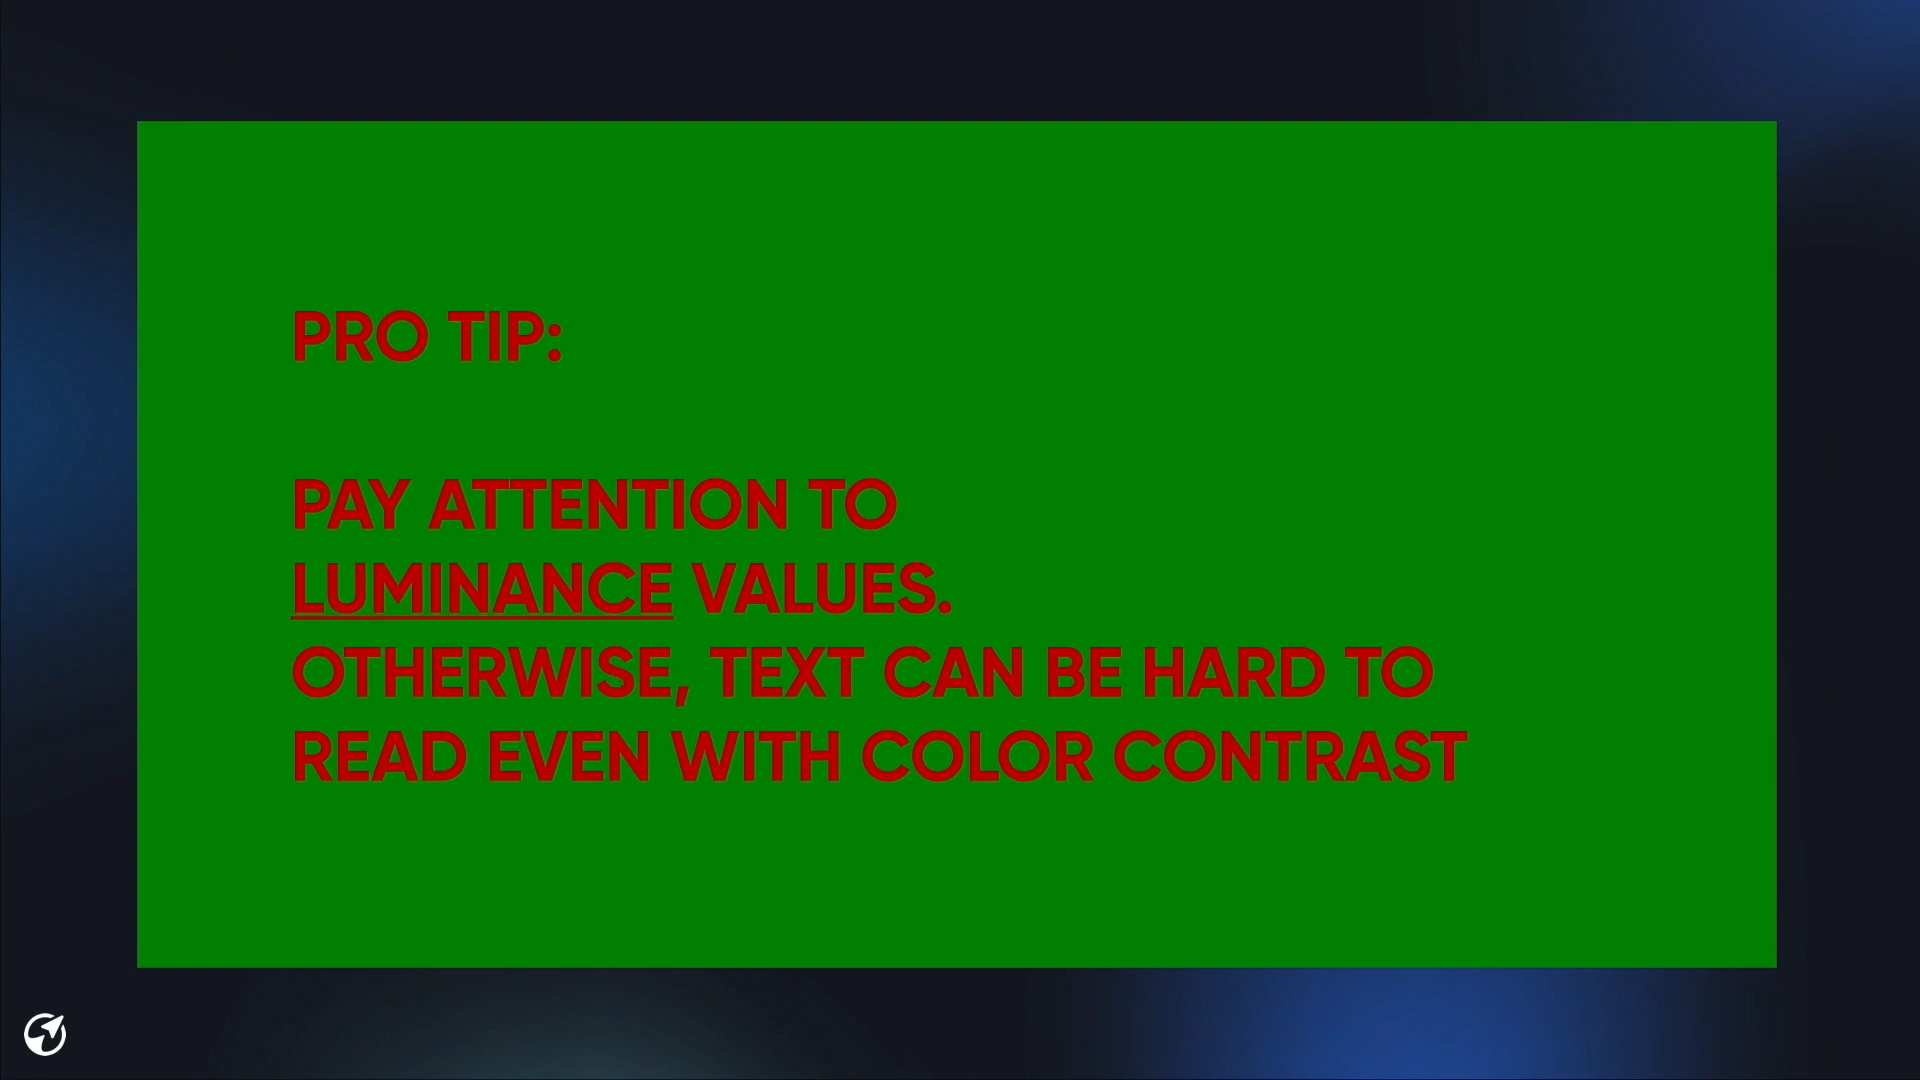 PRO TIP:
PAY ATTENTION TO
LUMINANCE VALUES.
OTHERWISE, TEXT CAN BE HARD TO
READ EVEN WITH COLOR CONTRAST